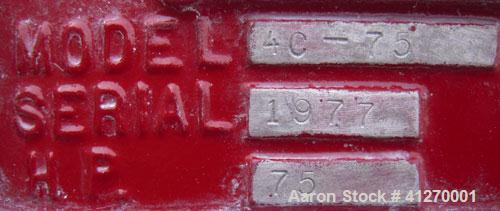 MODEL 4C-75
SERIAL 1977
H.P. 75
Aaron Stock # 41270001